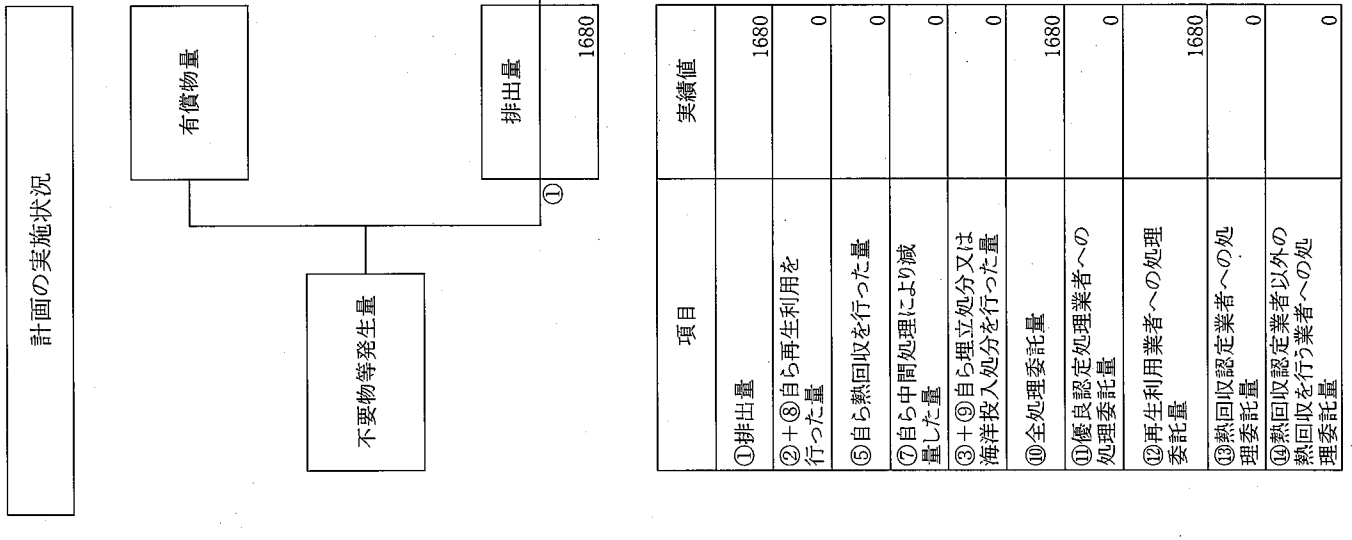 計画の実施状況
不要物等発生量
有償物量
①
排出量
1680
項目
実績値
①排出量
1680
②+⑧自ら再生利用を
行った量
0
⑤自ら熱回収を行った量
0
⑦自ら中間処理により減
量した量
0
③+⑨自ら埋立処分又は
海洋投入処分を行った量
0
⑩全処理委託量
1680
⑪優良認定処理業者への
処理委託量
0
⑫再生利用業者への処理
委託量
1680
⑬熱回収認定業者への処
理委託量
0
⑭熱回収認定業者以外の
熱回収を行う業者への処
理委託量
0